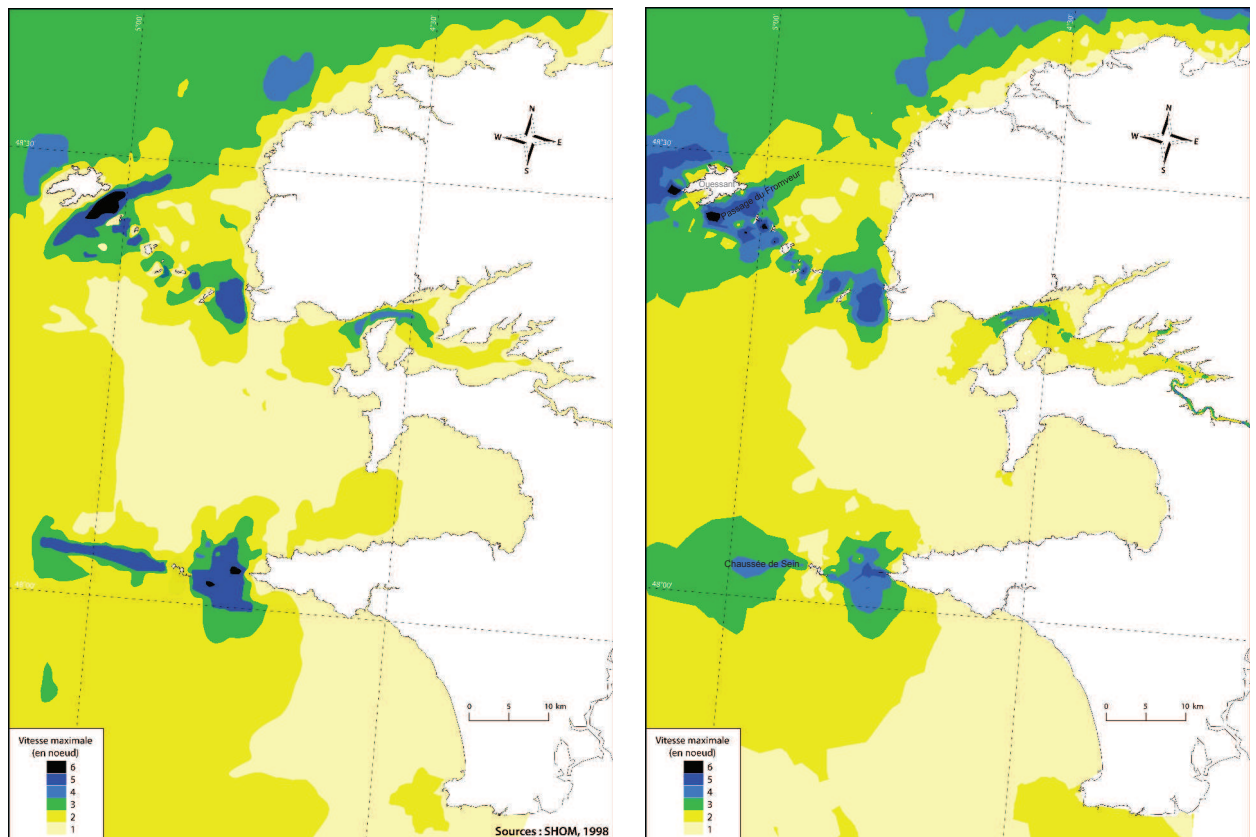 5°00'
4°30'
48°30'
N
W E
S
48°00'
0 5 10 km
Vitesse maximale
(en noeud)
6
5
4
3
2
1
Sources : SHOM, 1998
5°00'
4°30'
48°30'
N
W E
S
Ouessant
Passage du Fromveur
Chaussée de Sein
48°00'
0 5 10 km
Vitesse maximale
(en noeud)
6
5
4
3
2
1